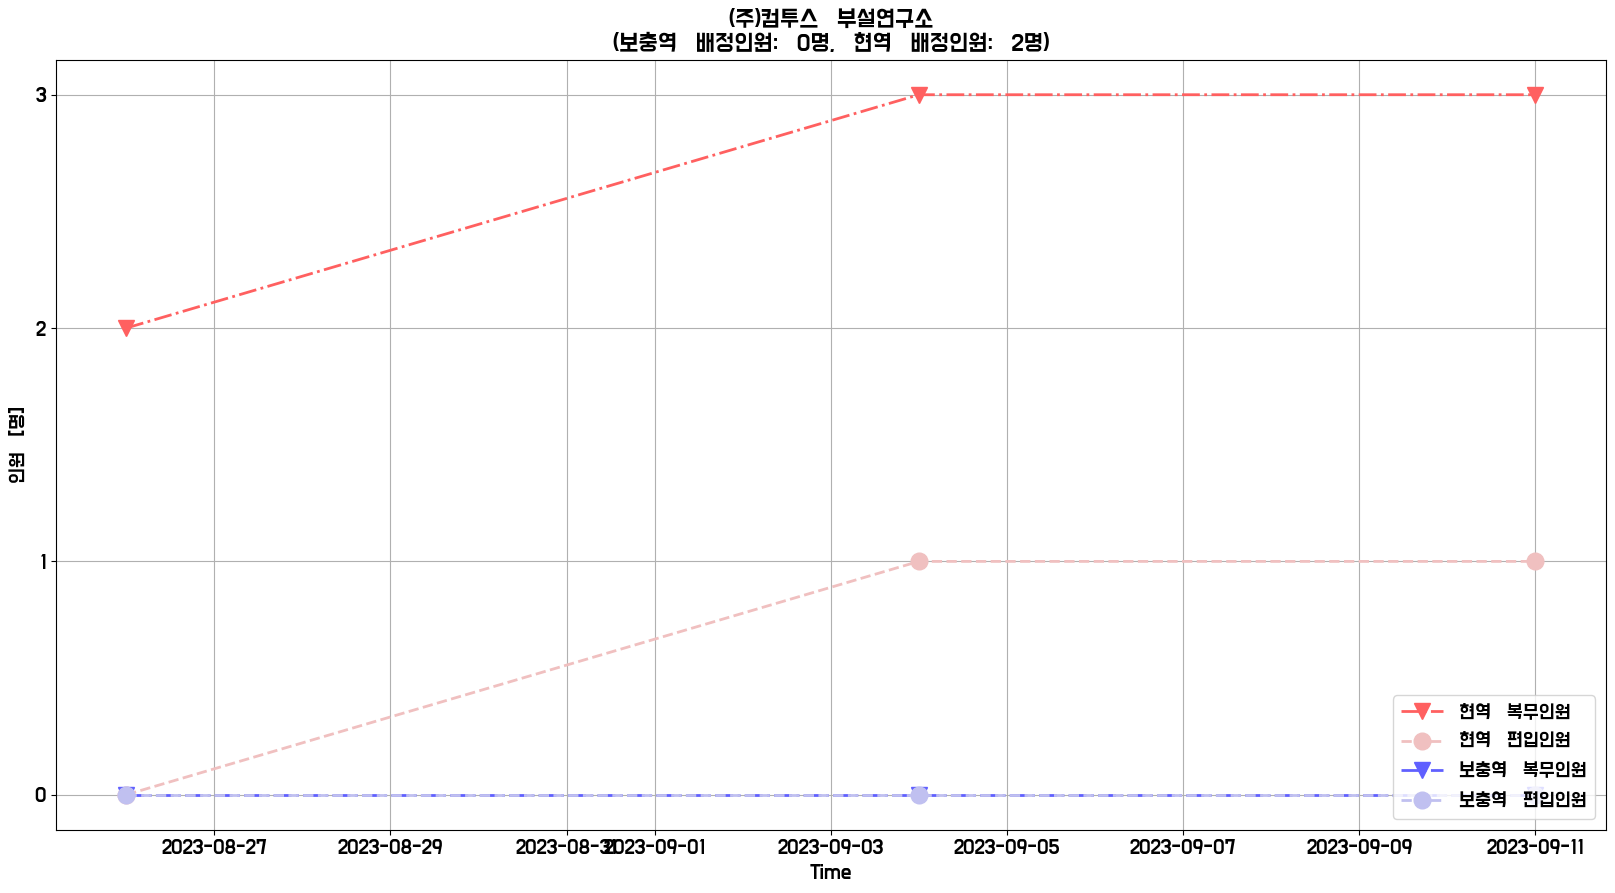 (주)컴투스 부설연구소
(보충역 배정인원: 0명, 현역 배정인원: 2명)
3
2
1
0
인원 [명]
2023-08-27 2023-08-29 2023-08-31 2023-09-01 2023-09-03 2023-09-05 2023-09-07 2023-09-09 2023-09-11
Time
현역 복무인원
현역 편입인원
보충역 복무인원
보충역 편입인원